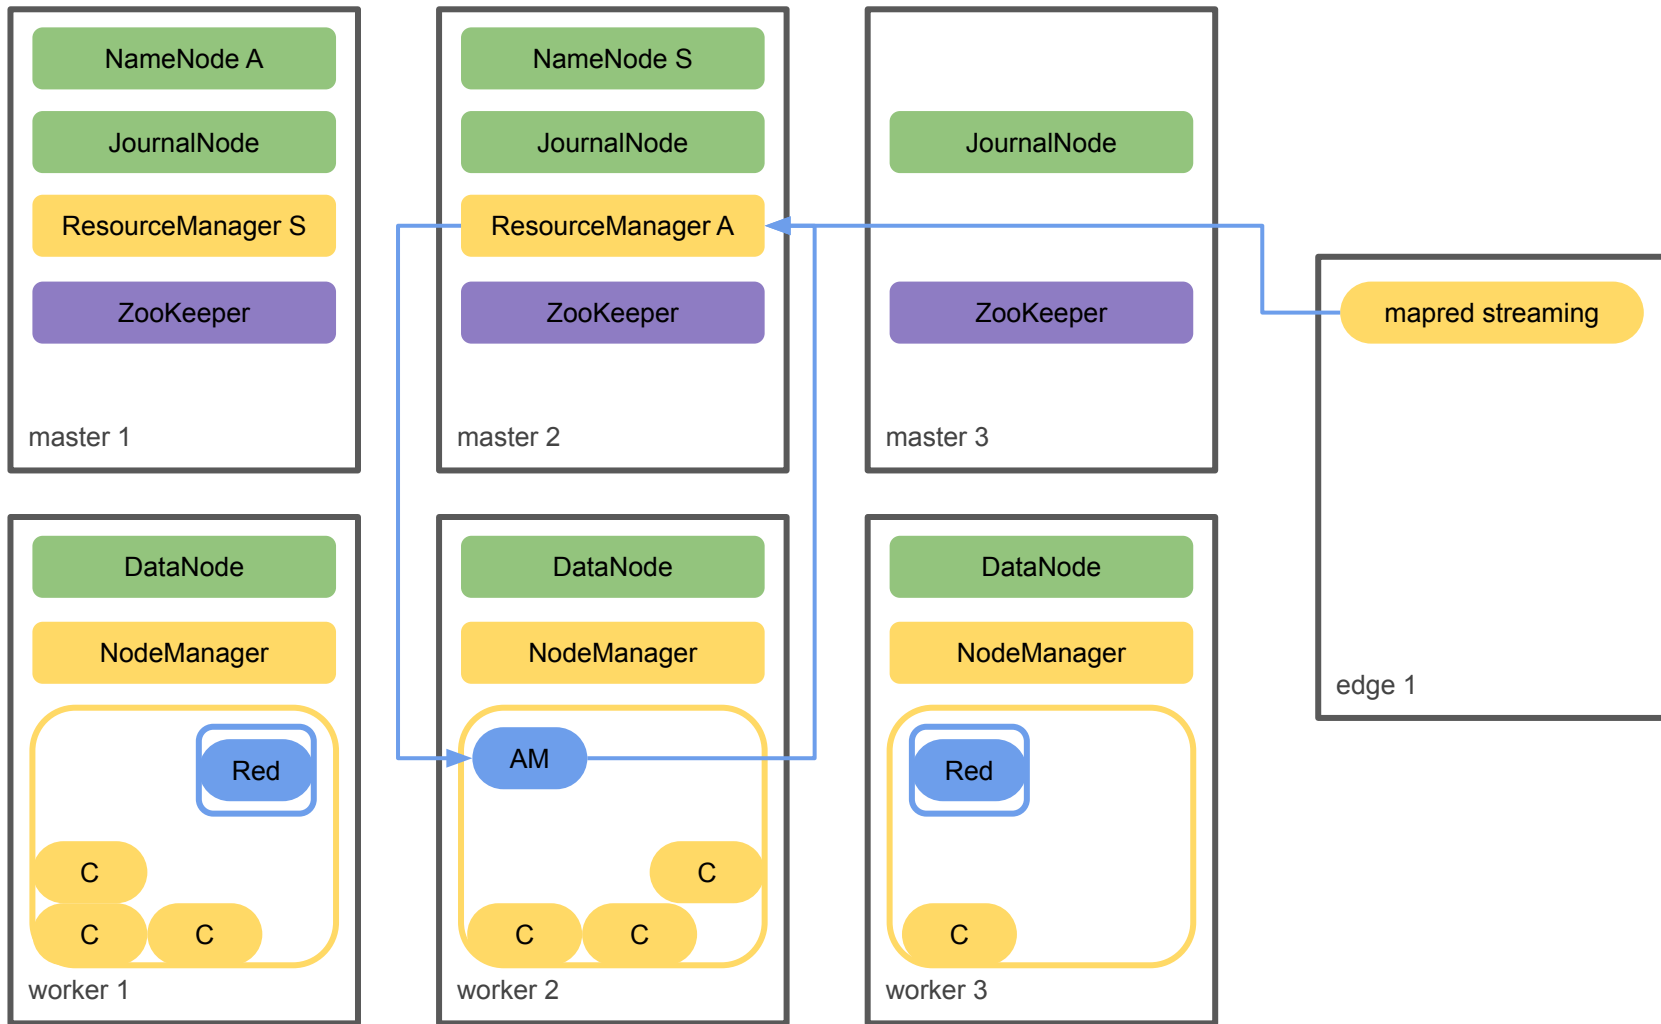 NameNode A
JournalNode
ResourceManager S
ZooKeeper
master 1
NameNode S
JournalNode
ResourceManager A
ZooKeeper
master 2
JournalNode
ZooKeeper
master 3
mapred streaming
edge 1
DataNode
NodeManager
Red
C
C
C
worker 1
DataNode
NodeManager
AM
C
C
C
worker 2
DataNode
NodeManager
Red
C
worker 3